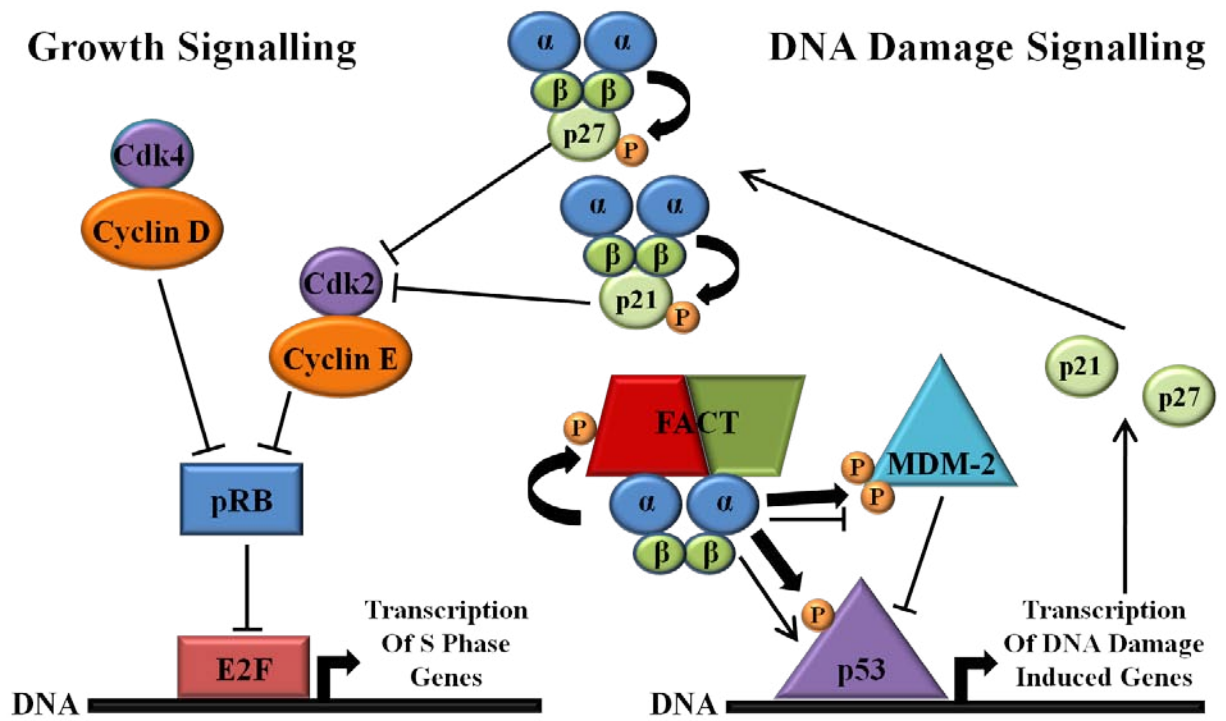 Growth Signalling
DNA Damage Signalling
α α
β β
p27
P
Cdk4
Cyclin D
α α
β β
p21
P
Cdk2
Cyclin E
p21
p27
P
FACT
P
P
MDM-2
α α
β β
pRB
P
p53
Transcription
Of S Phase
Genes
E2F
DNA
Transcription
Of DNA Damage
Induced Genes
DNA